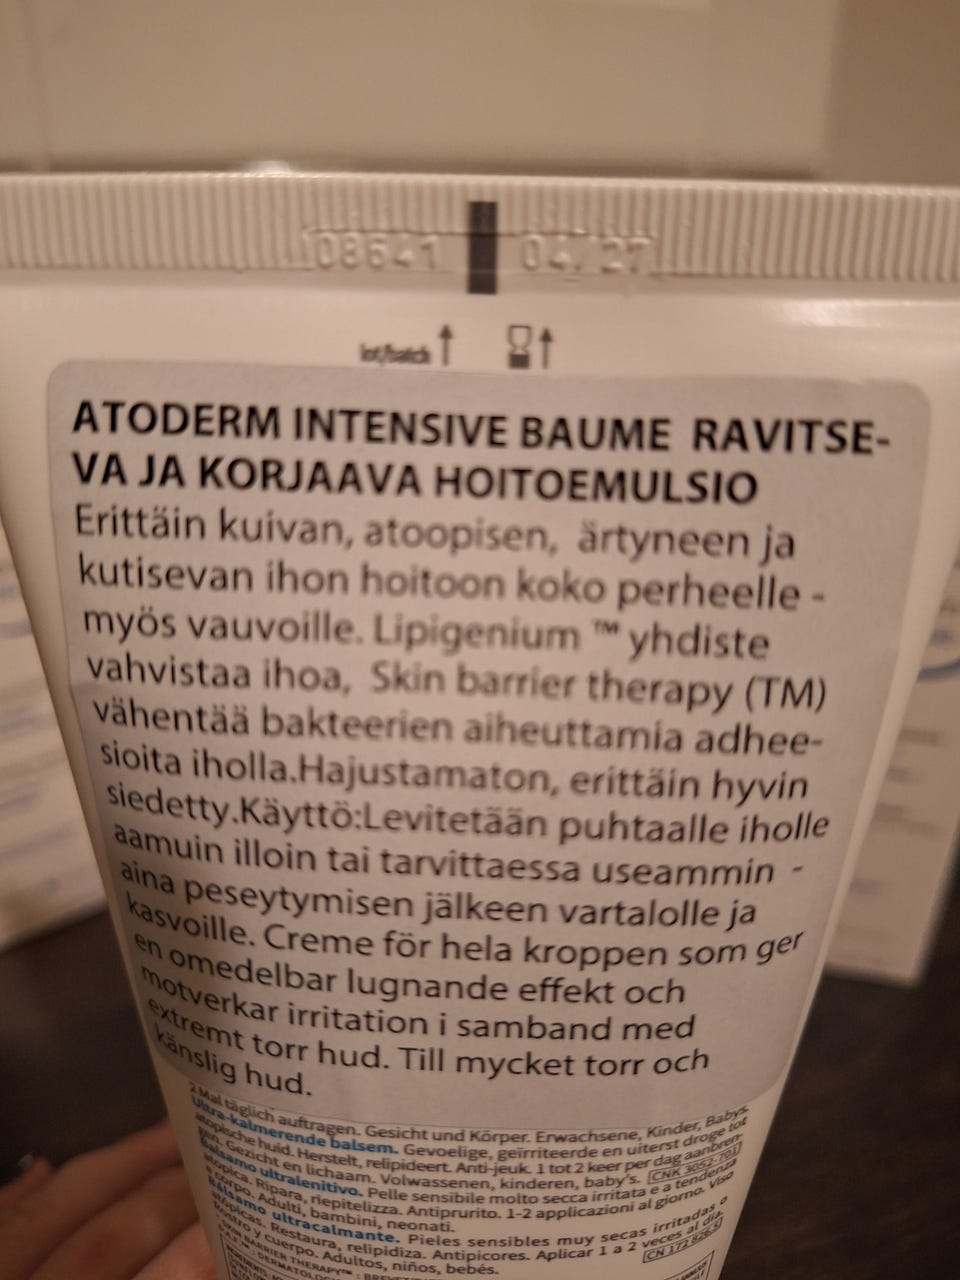 08641 04/27
lot/batch
ATODERM INTENSIVE BAUME RAVITSE-
VA JA KORJAAVA HOITOEMULSIO
Erittäin kuivan, atoopisen, ärtyneen ja
kutisevan ihon hoitoon koko perheelle -
myös vauvoille. Lipigenium ™ yhdiste
vahvistaa ihoa, Skin barrier therapy (TM)
vähentää bakteerien aiheuttamia adhee-
sioita iholla.Hajustamaton, erittäin hyvin
siedetty.Käyttö:Levitetään puhtaalle iholle
aamuin illoin tai tarvittaessa useammin -
aina peseytymisen jälkeen vartalolle ja
kasvoille. Creme för hela kroppen som ger
en omedelbar lugnande effekt och
motverkar irritation i samband med
extremt torr hud. Till mycket torr och
känslig hud.
2 Mal täglich auftragen. Gesicht und Körper. Erwachsene, Kinder, Babys.
Ultra-kalmerende balsem. Gevoelige, geïrriteerde en uiterst droge tot
atopische huid. Herstelt, relipideert. Anti-jeuk. 1 tot 2 keer per dag aanbren-
gen. Gezicht en lichaam. Volwassenen, kinderen, baby's. CNK 3052-701
Balsamo ultralenitivo. Pelle sensibile molto secca irritata e a tendenza
atopica. Ripara, riepitelizza. Antiprurito. 1-2 applicazioni al giorno. Viso
e corpo. Adulti, bambini, neonati.
Bálsamo ultracalmante. Pieles sensibles muy secas irritadas o
atópicas. Restaura, relipidiza. Antipicores. Aplicar 1 a 2 veces al día.
Rostro y cuerpo. Adultos, niños, bebés.
SKIN BARRIER THERAPY™